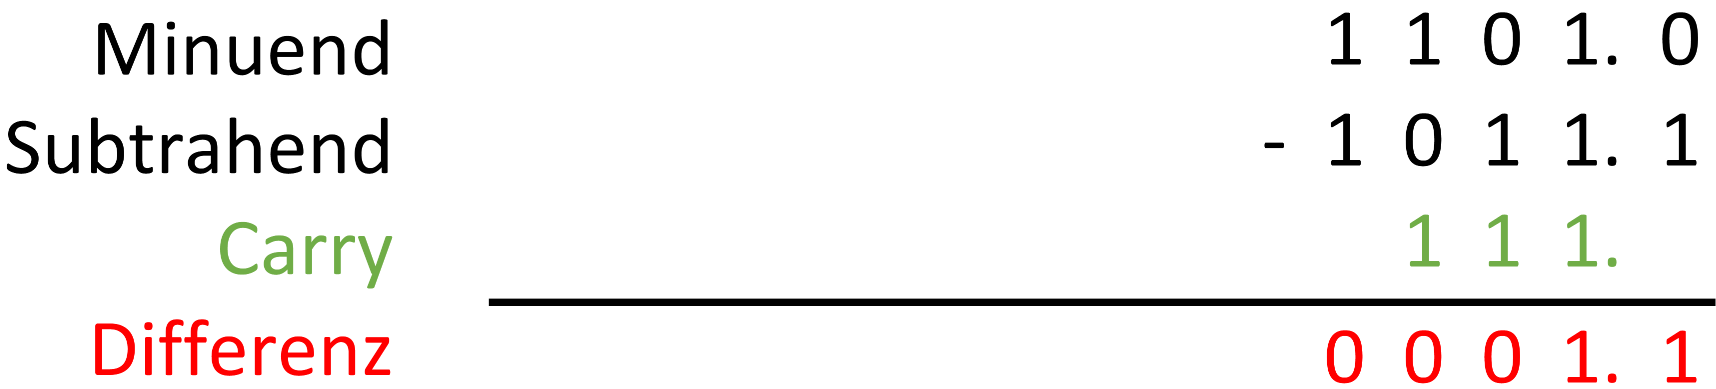 Minuend 1 1 0 1. 0
Subtrahend - 1 0 1 1. 1
Carry 1 1 1.
Differenz 0 0 0 1. 1